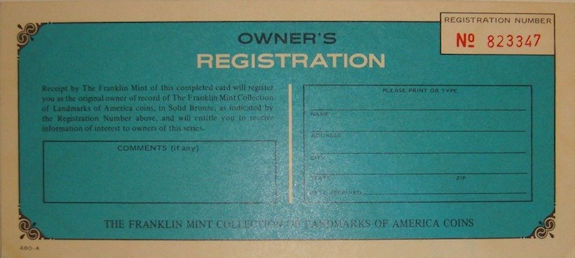 REGISTRATION NUMBER
№ 823347
OWNER'S
REGISTRATION
Receipt by The Franklin Mint of this completed card will register
you as the original owner of record of The Franklin Mint Collection
of Landmarks of America coins, in Solid Bronze, as indicated by
the Registration Number above, and will entitle you to receive
information of interest to owners of this series.
COMMENTS (if any)
PLEASE PRINT OR TYPE
NAME
ADDRESS
CITY
STATE ZIP
DATE ACQUIRED
THE FRANKLIN MINT COLLECTION OF LANDMARKS OF AMERICA COINS
480-A